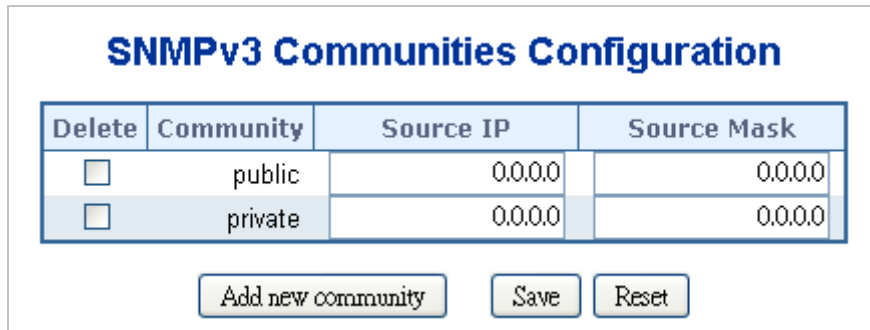 SNMPv3 Communities Configuration
Delete Community Source IP Source Mask
public 0.0.0.0 0.0.0.0
private 0.0.0.0 0.0.0.0
Add new community Save Reset